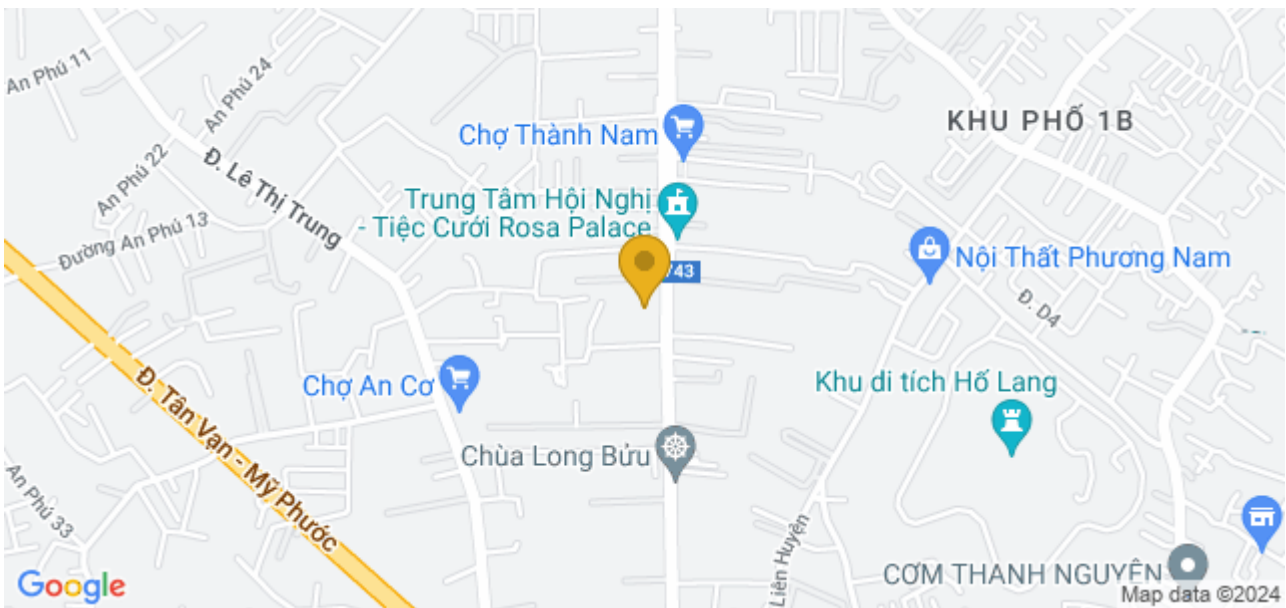 An Phú 11
An Phú 24
An Phú 22
Đ. Lê Thị Trung
Đường An Phú 13
Chợ Thành Nam
KHU PHỐ 1B
Trung Tâm Hội Nghị
- Tiệc Cưới Rosa Palace
743
Nội Thất Phương Nam
Đ. D4
Chợ An Cơ
Khu di tích Hố Lang
Đ. Tân Vạn - Mỹ Phước
Chùa Long Bửu
An Phú 33
Liên Huyện
CƠM THANH NGUYÊN
Google
Map data ©2024